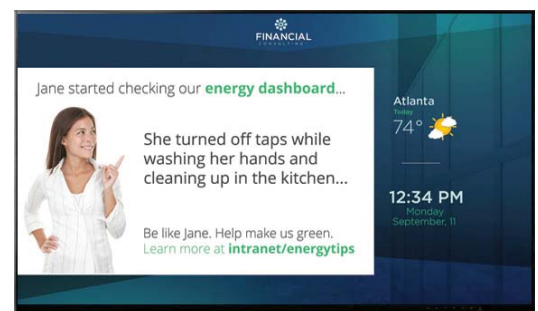 FINANCIAL
CONSULTING
Jane started checking our energy dashboard...
She turned off taps while
washing her hands and
cleaning up in the kitchen...
Be like Jane. Help make us green.
Learn more at intranet/energytips
Atlanta
Today
74°
12:34 PM
Monday
September, 11